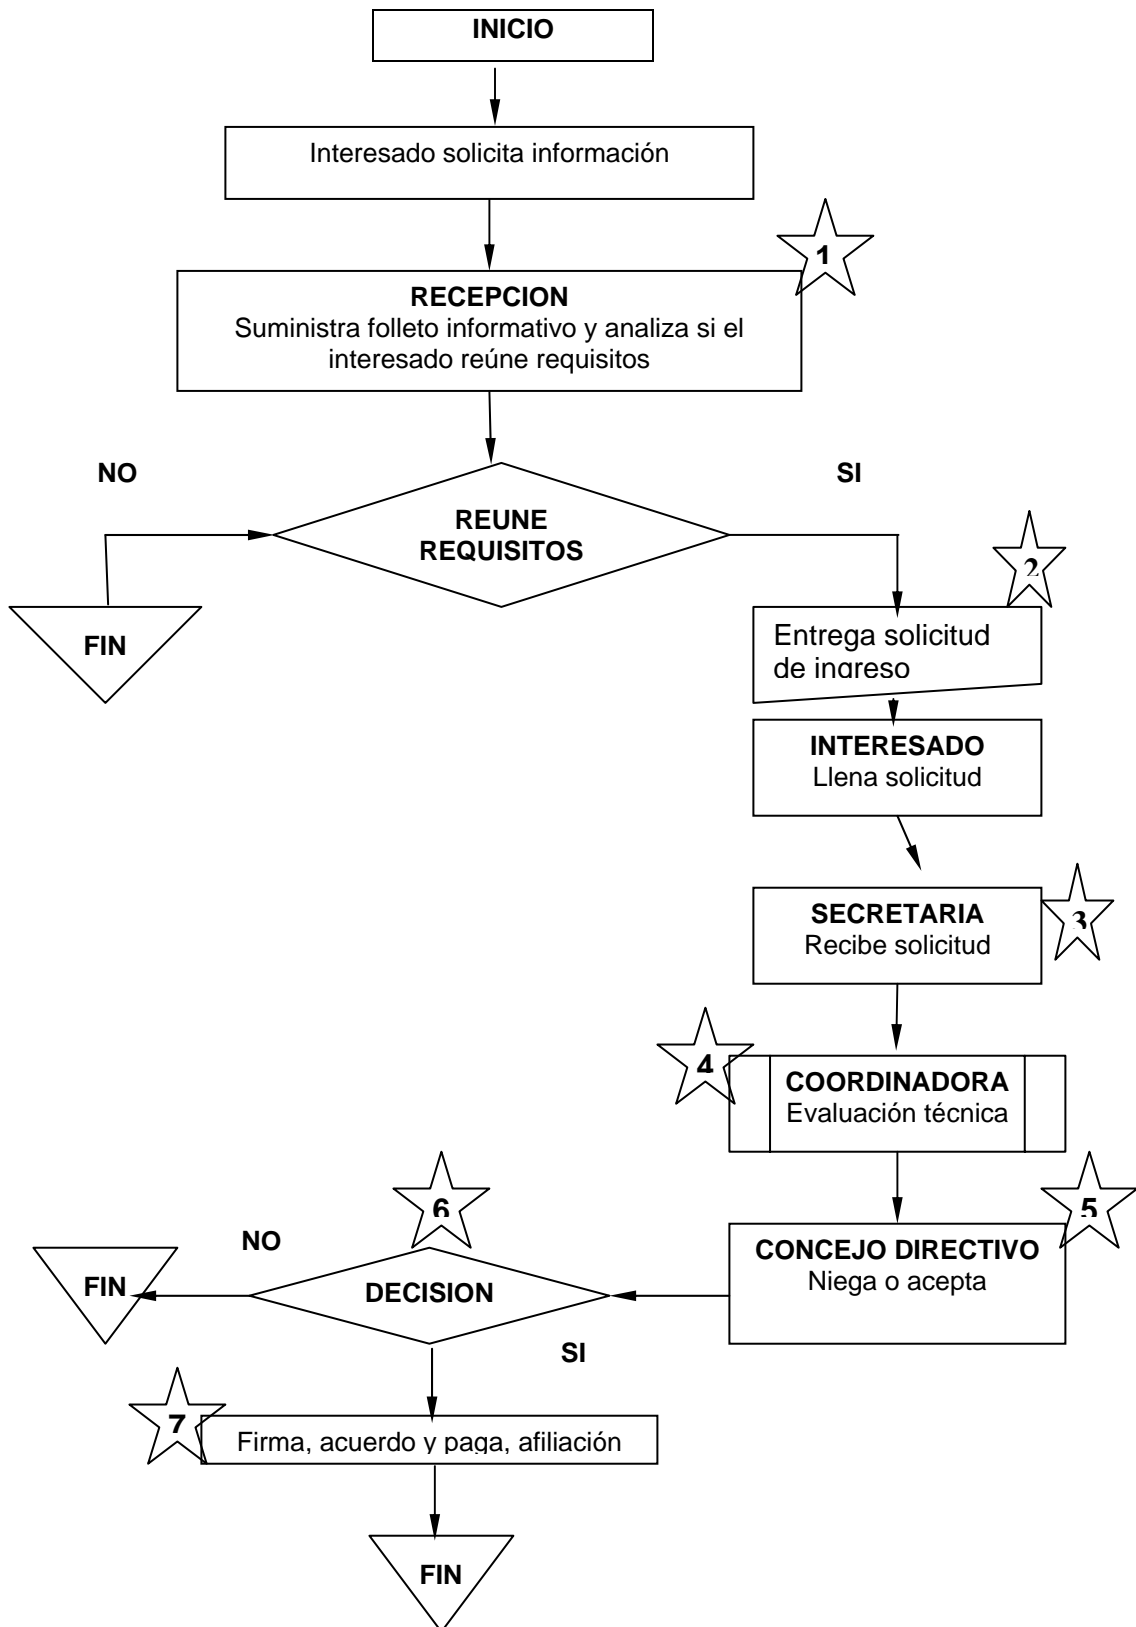 INICIO
Interesado solicita información
1
RECEPCION
Suministra folleto informativo y analiza si el
interesado reúne requisitos
NO
SI
REUNE
REQUISITOS
2
FIN
Entrega solicitud
de ingreso
INTERESADO
Llena solicitud
SECRETARIA
Recibe solicitud
3
4
COORDINADORA
Evaluación técnica
6
5
NO
CONCEJO DIRECTIVO
Niega o acepta
FIN
DECISION
SI
7
Firma, acuerdo y paga, afiliación
FIN